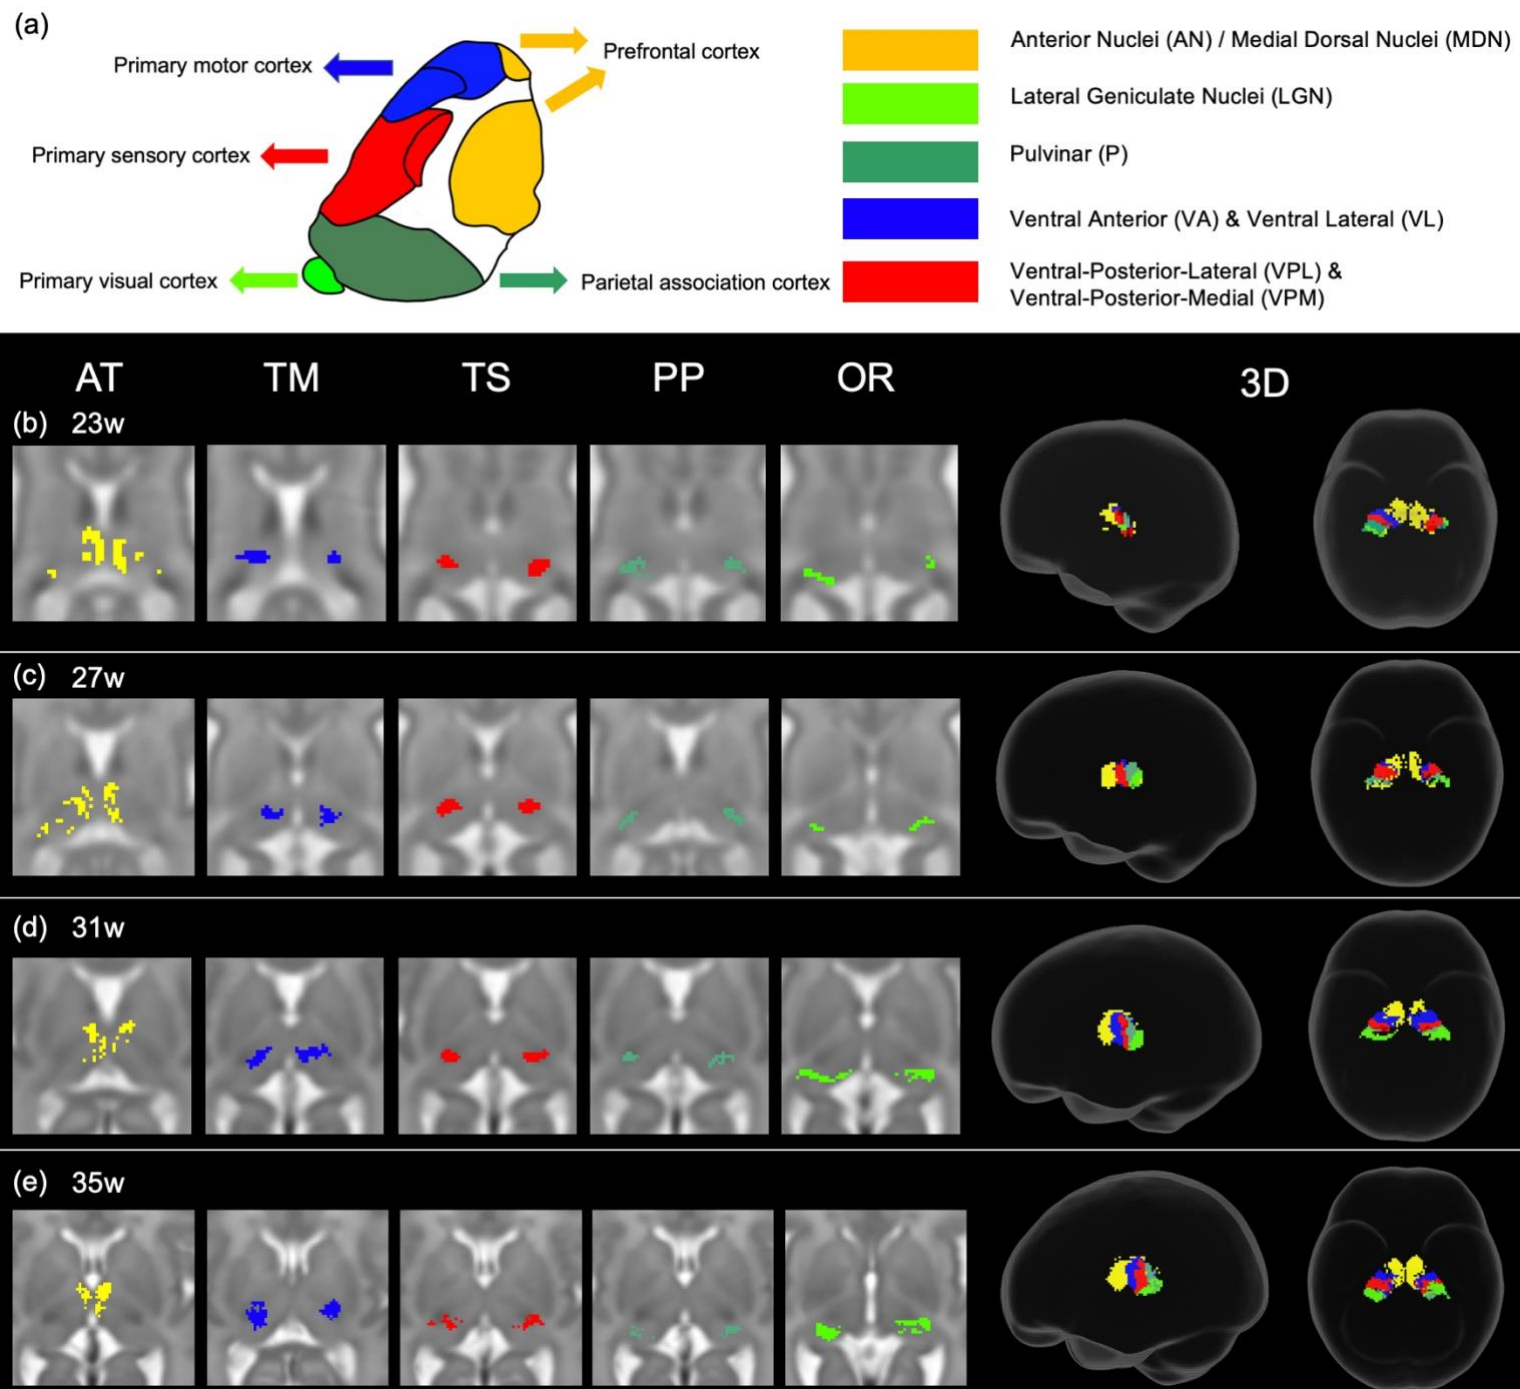 (a)
Primary motor cortex
Prefrontal cortex
Primary sensory cortex
Primary visual cortex
Parietal association cortex
Anterior Nuclei (AN) / Medial Dorsal Nuclei (MDN)
Lateral Geniculate Nuclei (LGN)
Pulvinar (P)
Ventral Anterior (VA) & Ventral Lateral (VL)
Ventral-Posterior-Lateral (VPL) &
Ventral-Posterior-Medial (VPM)
AT TM TS PP OR 3D
(b) 23w
(c) 27w
(d) 31w
(e) 35w